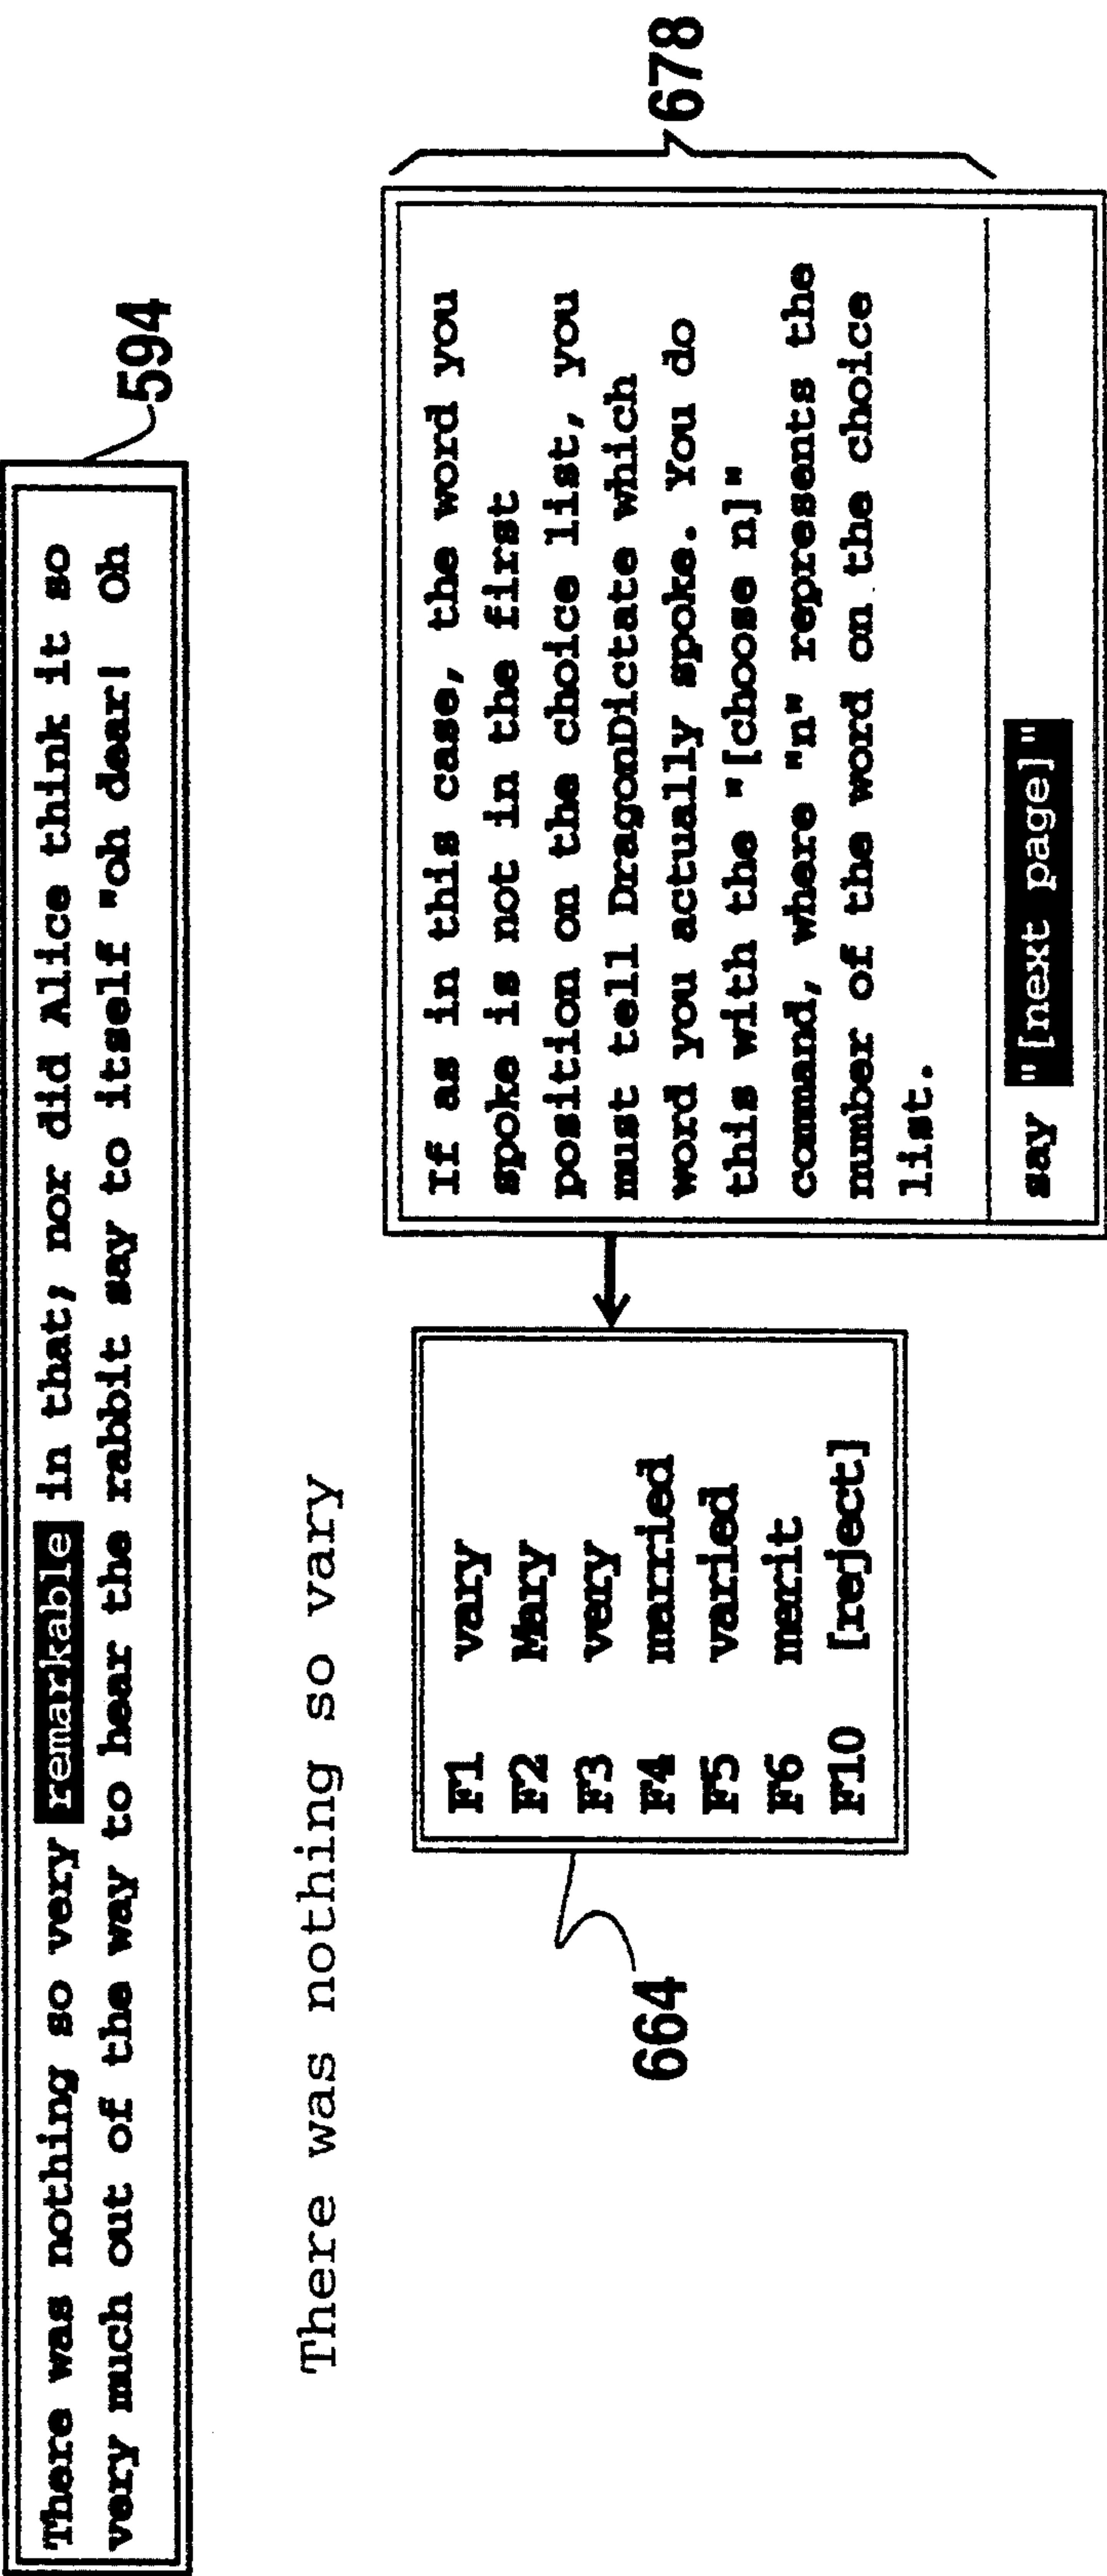 There was nothing so very remarkable in that; nor did Alice think it so
very much out of the way to hear the rabbit say to itself "oh dear! Oh
594
There was nothing so vary
664
F1 vary
F2 Mary
F3 very
F4 married
F5 varied
F6 merit
F10 [reject]
If as in this case, the word you
spoke is not in the first
position on the choice list, you
must tell DragonDictate which
word you actually spoke. You do
this with the "[choose n]"
command, where "n" represents the
number of the word on the choice
list.
say "[next page]"
678